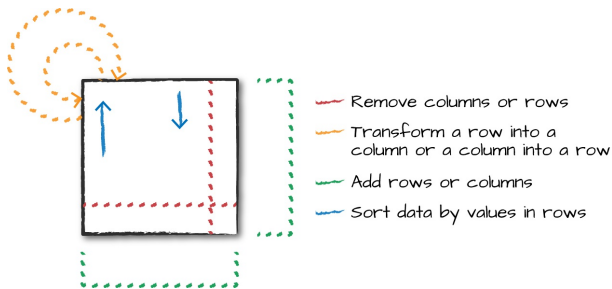 Remove columns or rows
Transform a row into a
column or a column into a row
Add rows or columns
Sort data by values in rows